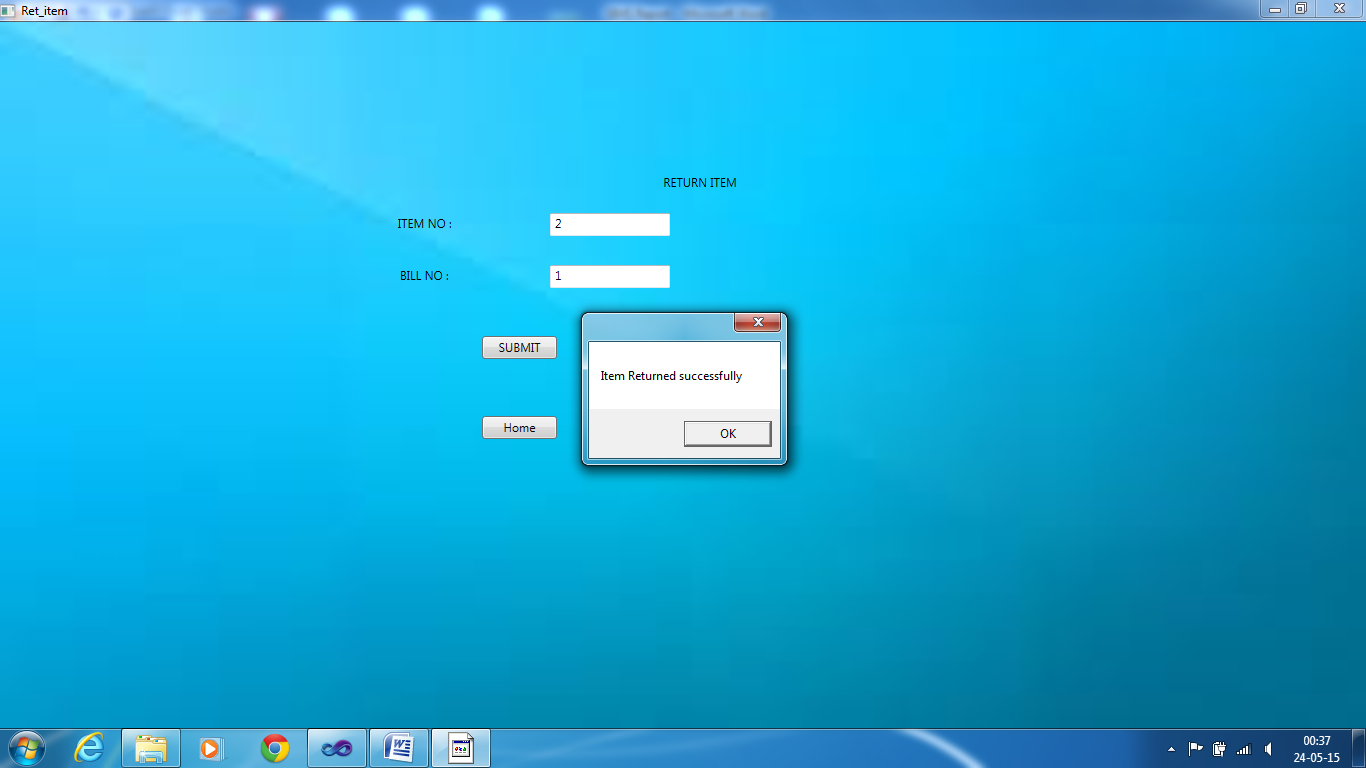 Ret_item
RETURN ITEM
ITEM NO : 2
BILL NO : 1
SUBMIT
Item Returned successfully
OK
Home
00:37
24-05-15